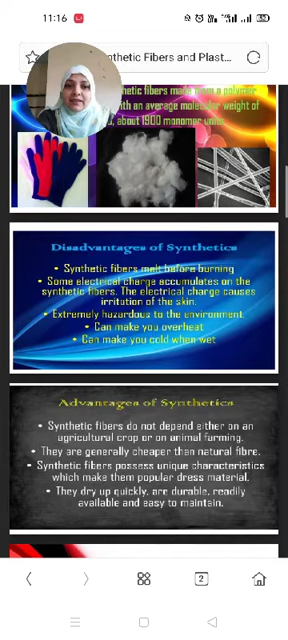 11:16
nthetic Fibers and Plast...
thetic fibers made from a polymer
with an average molecular weight of
about 1900 monomer units.
Disadvantages of Synthetics
• Synthetic fibers melt before burning
• Some electrical charge accumulates on the
synthetic fibers. The electrical charge causes
irritation of the skin.
• Extremely hazardous to the environment.
• Can make you overheat
• Can make you cold when wet
Advantages of Synthetics
• Synthetic fibers do not depend either on an
agricultural crop or on animal farming.
• They are generally cheaper than natural fibre.
• Synthetic fibers possess unique characteristics
which make them popular dress material.
• They dry up quickly, are durable, readily
available and easy to maintain.
2